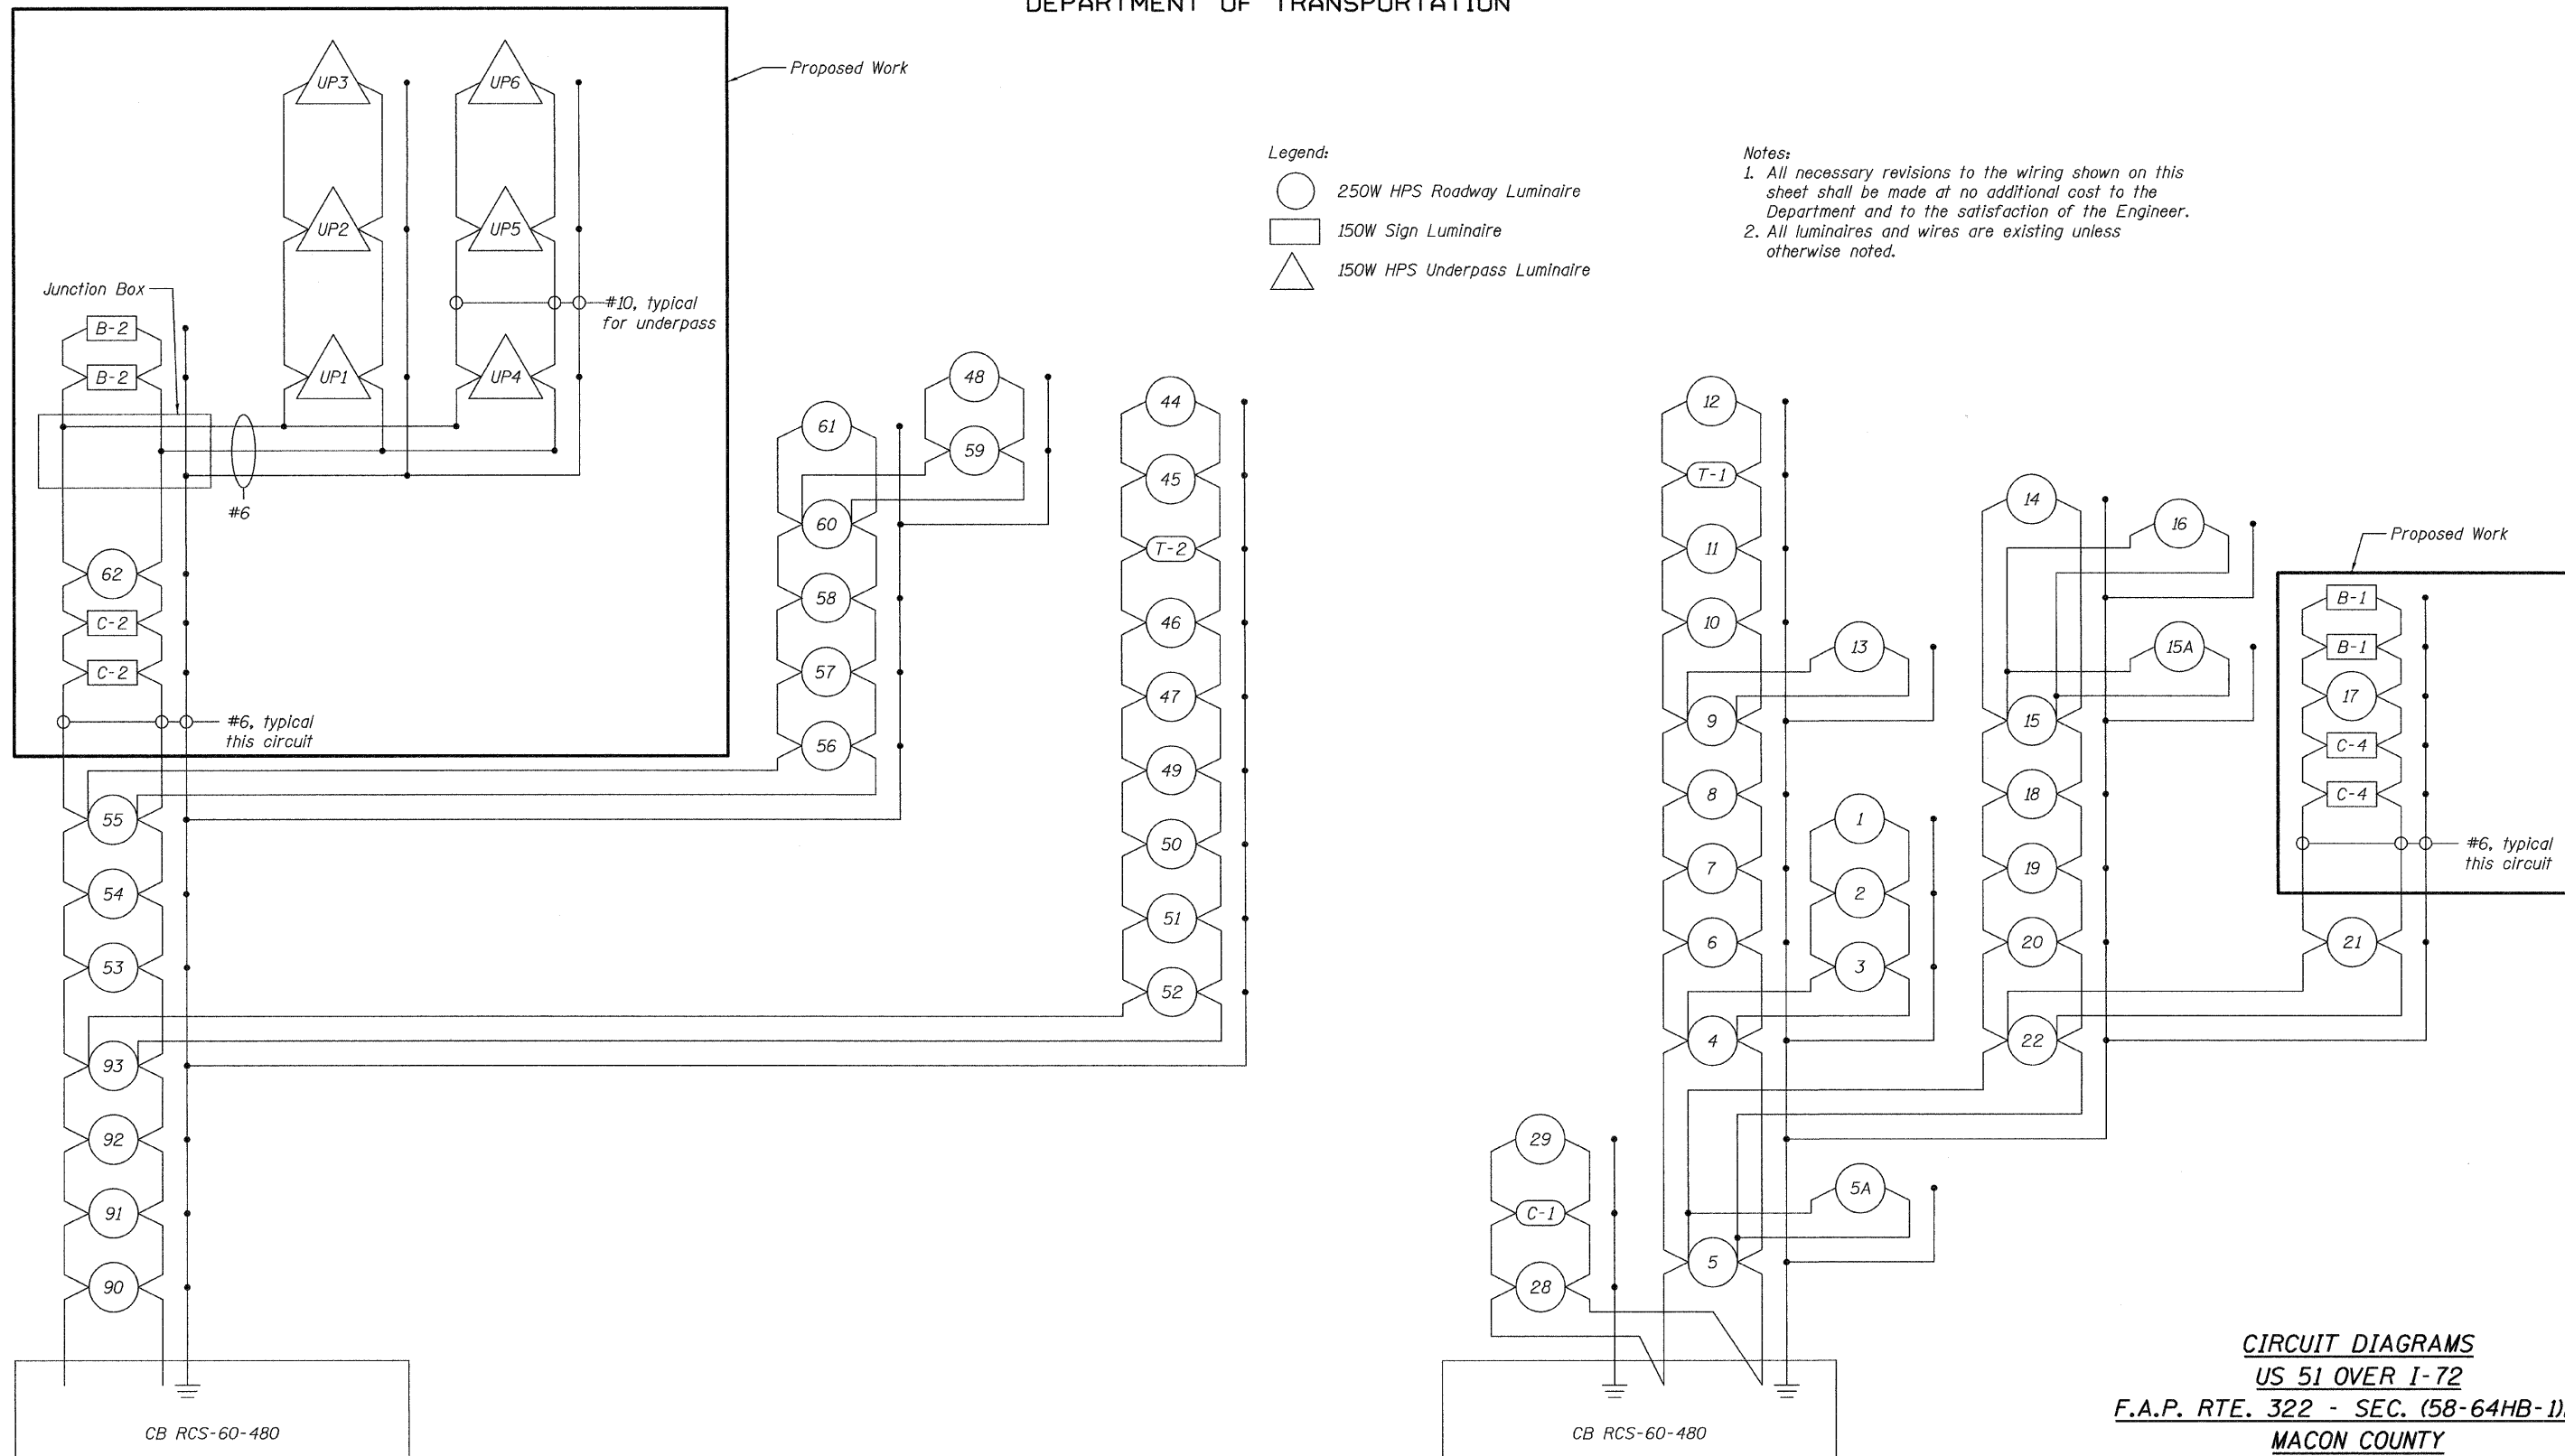 DEPARTMENT OF TRANSPORTATION
Proposed Work
UP3
UP6
UP2
UP5
Junction Box
#10, typical
for underpass
B-2
B-2
UP1
UP4
#6
62
C-2
C-2
#6, typical
this circuit
Legend:
250W HPS Roadway Luminaire
150W Sign Luminaire
150W HPS Underpass Luminaire
Notes:
1. All necessary revisions to the wiring shown on this
sheet shall be made at no additional cost to the
Department and to the satisfaction of the Engineer.
2. All luminaires and wires are existing unless
otherwise noted.
55
54
53
93
92
91
90
CB RCS-60-480
61
60
58
57
56
48
59
44
45
T-2
46
47
49
50
51
52
12
T-1
11
10
9
8
7
6
4
5
13
1
2
3
5A
29
C-1
28
14
15
18
19
20
22
16
15A
Proposed Work
B-1
B-1
17
C-4
C-4
#6, typical
this circuit
21
CB RCS-60-480
CIRCUIT DIAGRAMS
US 51 OVER I-72
F.A.P. RTE. 322 - SEC. (58-64HB-1)
MACON COUNTY